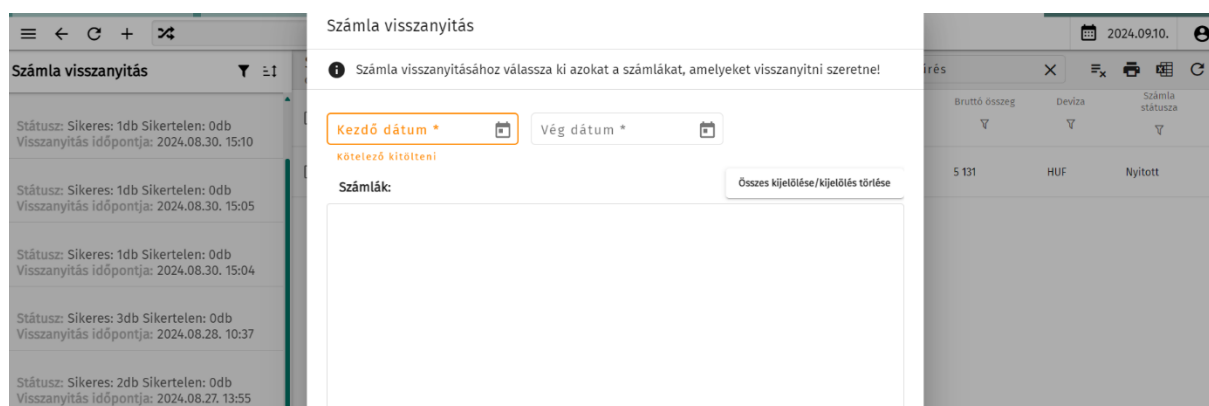 Számla visszanyitás
2024.09.10.
Számla visszanyitás
Státusz: Sikeres: 1db Sikertelen: 0db
Visszanyitás időpontja: 2024.08.30. 15:10
Státusz: Sikeres: 1db Sikertelen: 0db
Visszanyitás időpontja: 2024.08.30. 15:05
Státusz: Sikeres: 1db Sikertelen: 0db
Visszanyitás időpontja: 2024.08.30. 15:04
Státusz: Sikeres: 3db Sikertelen: 0db
Visszanyitás időpontja: 2024.08.28. 10:37
Státusz: Sikeres: 2db Sikertelen: 0db
Visszanyitás időpontja: 2024.08.27. 13:55
Számla visszanyitásához válassza ki azokat a számlákat, amelyeket visszanyitni szeretne!
Kezdő dátum *
Vég dátum *
Kötelező kitölteni
Számlák:
Összes kijelölése/kijelölés törlése
Bruttó összeg
Deviza
Számla
státusza
5 131
HUF
Nyitott